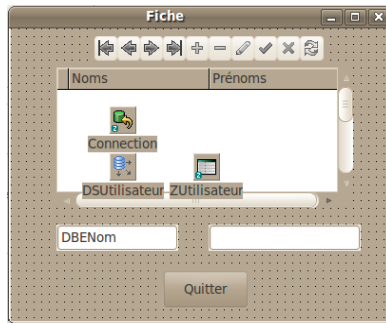 Fiche
Noms Prénoms
Connection
DSUtilisateur ZUtilisateur
DBENom
Quitter